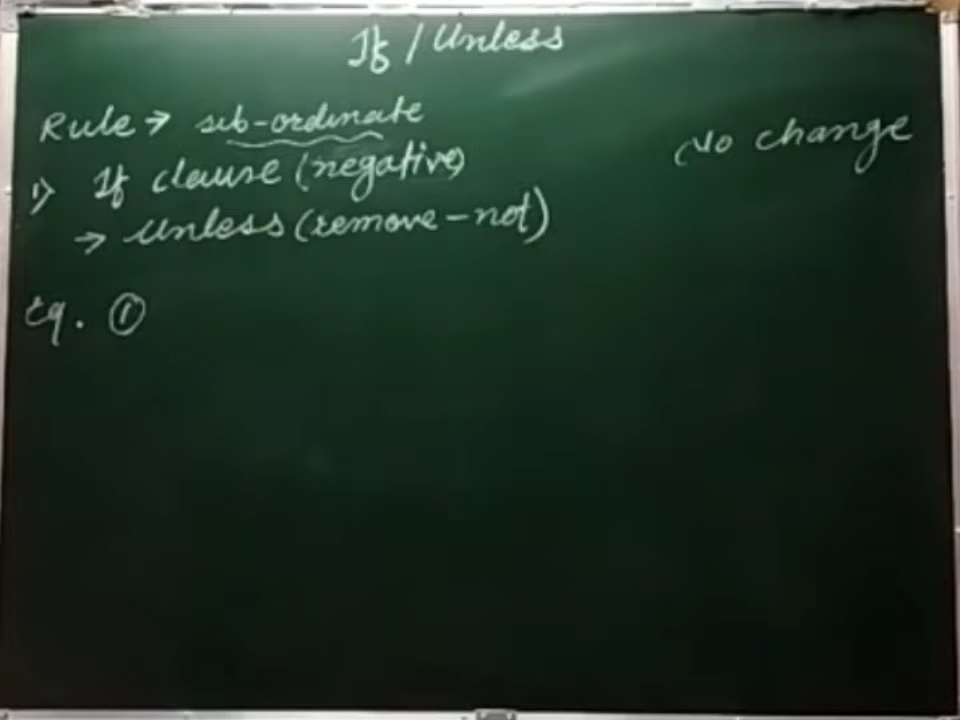 If / Unless
Rule → sub-ordinate
No change
1) If clause (negative)
→ Unless (remove - not)
Eg. ①